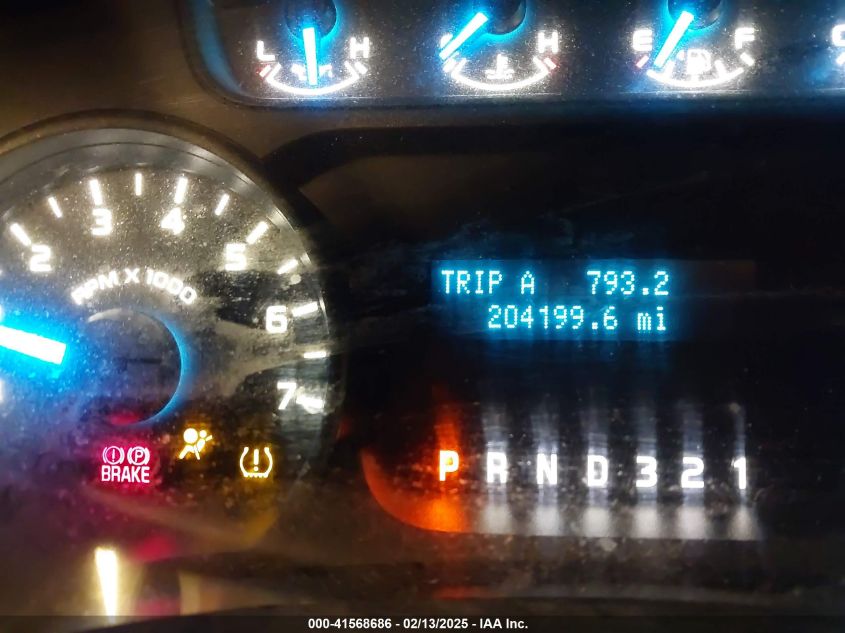 L H H E F
2 3 4 5 6 7
RPM X 1000
TRIP A 793.2
204199.6 mi
BRAKE
P R N D 3 2 1
000-41568686 - 02/13/2025 - IAA Inc.